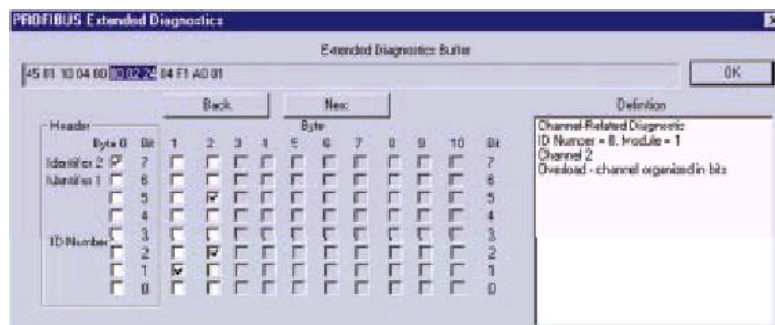 PROFIBUS Extended Diagnostics
Extended Diagnostics Buffer
45 81 10 04 00 80 02 24 04 F1 A0 01
OK
Back
Next
Definition
Header
Byte
Byte 0 Bit 1 2 3 4 5 6 7 8 9 10 Bit
Identifier 2 7 7
Identifier 1 6 6
5 5
4 4
3 3
ID Number
2 2
1 1
0 0
Channel-Related Diagnostic
ID Number = 0, Module = 1
Channel 2
Overload - channel organized in bits